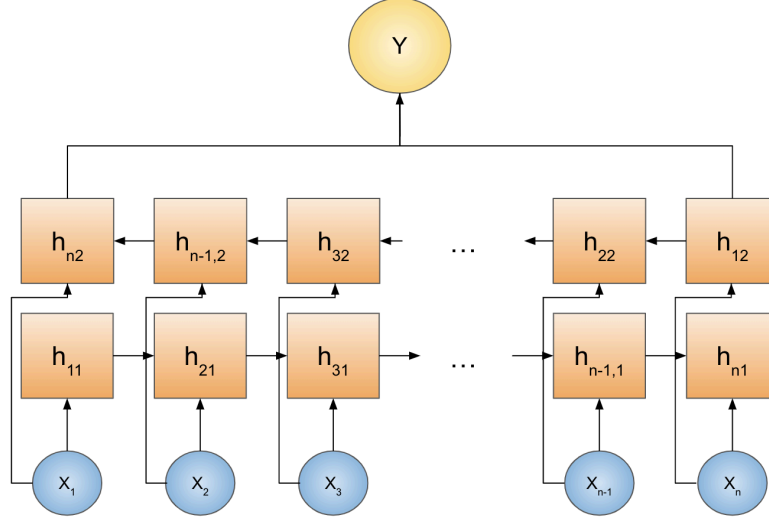 Y
hn2 hn-1,2 h32 ... h22 h12
h11 h21 h31 ... hn-1,1 hn1
X1 X2 X3 Xn-1 Xn